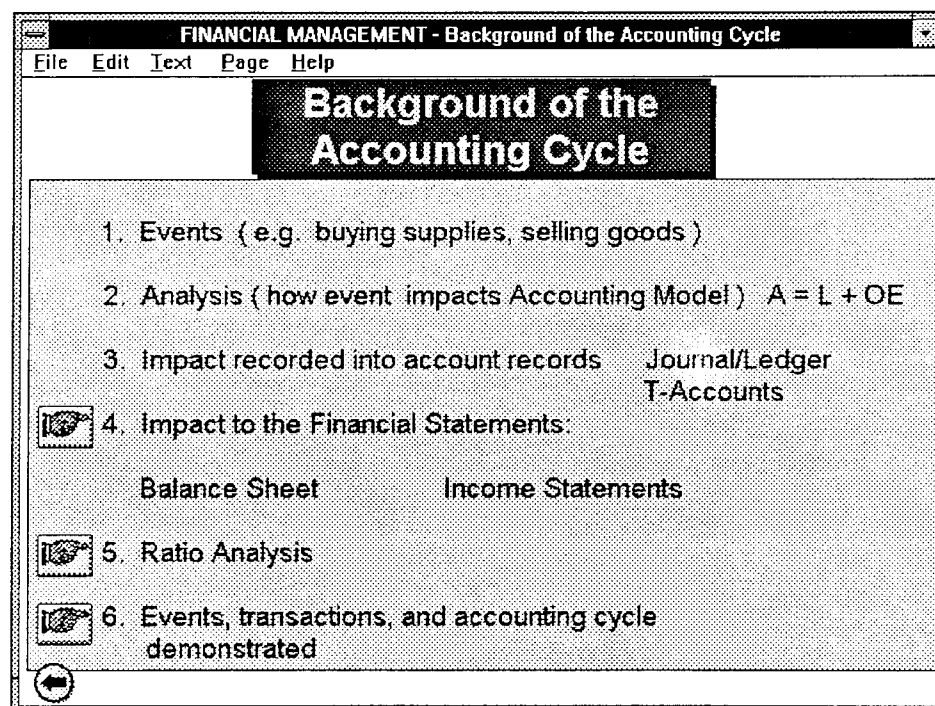 FINANCIAL MANAGEMENT - Background of the Accounting Cycle
File Edit Text Page Help
Background of the
Accounting Cycle
1. Events ( e.g. buying supplies, selling goods )
2. Analysis ( how event impacts Accounting Model ) A = L + OE
3. Impact recorded into account records Journal/Ledger
T-Accounts
4. Impact to the Financial Statements:
Balance Sheet Income Statements
5. Ratio Analysis
6. Events, transactions, and accounting cycle
demonstrated